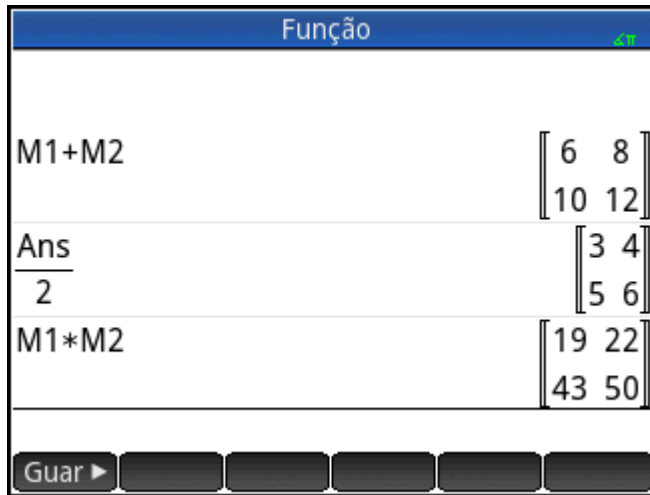 Função
∡π
M1+M2
[6 8
10 12]
Ans
2
[3 4
5 6]
M1*M2
[19 22
43 50]
Guar ►